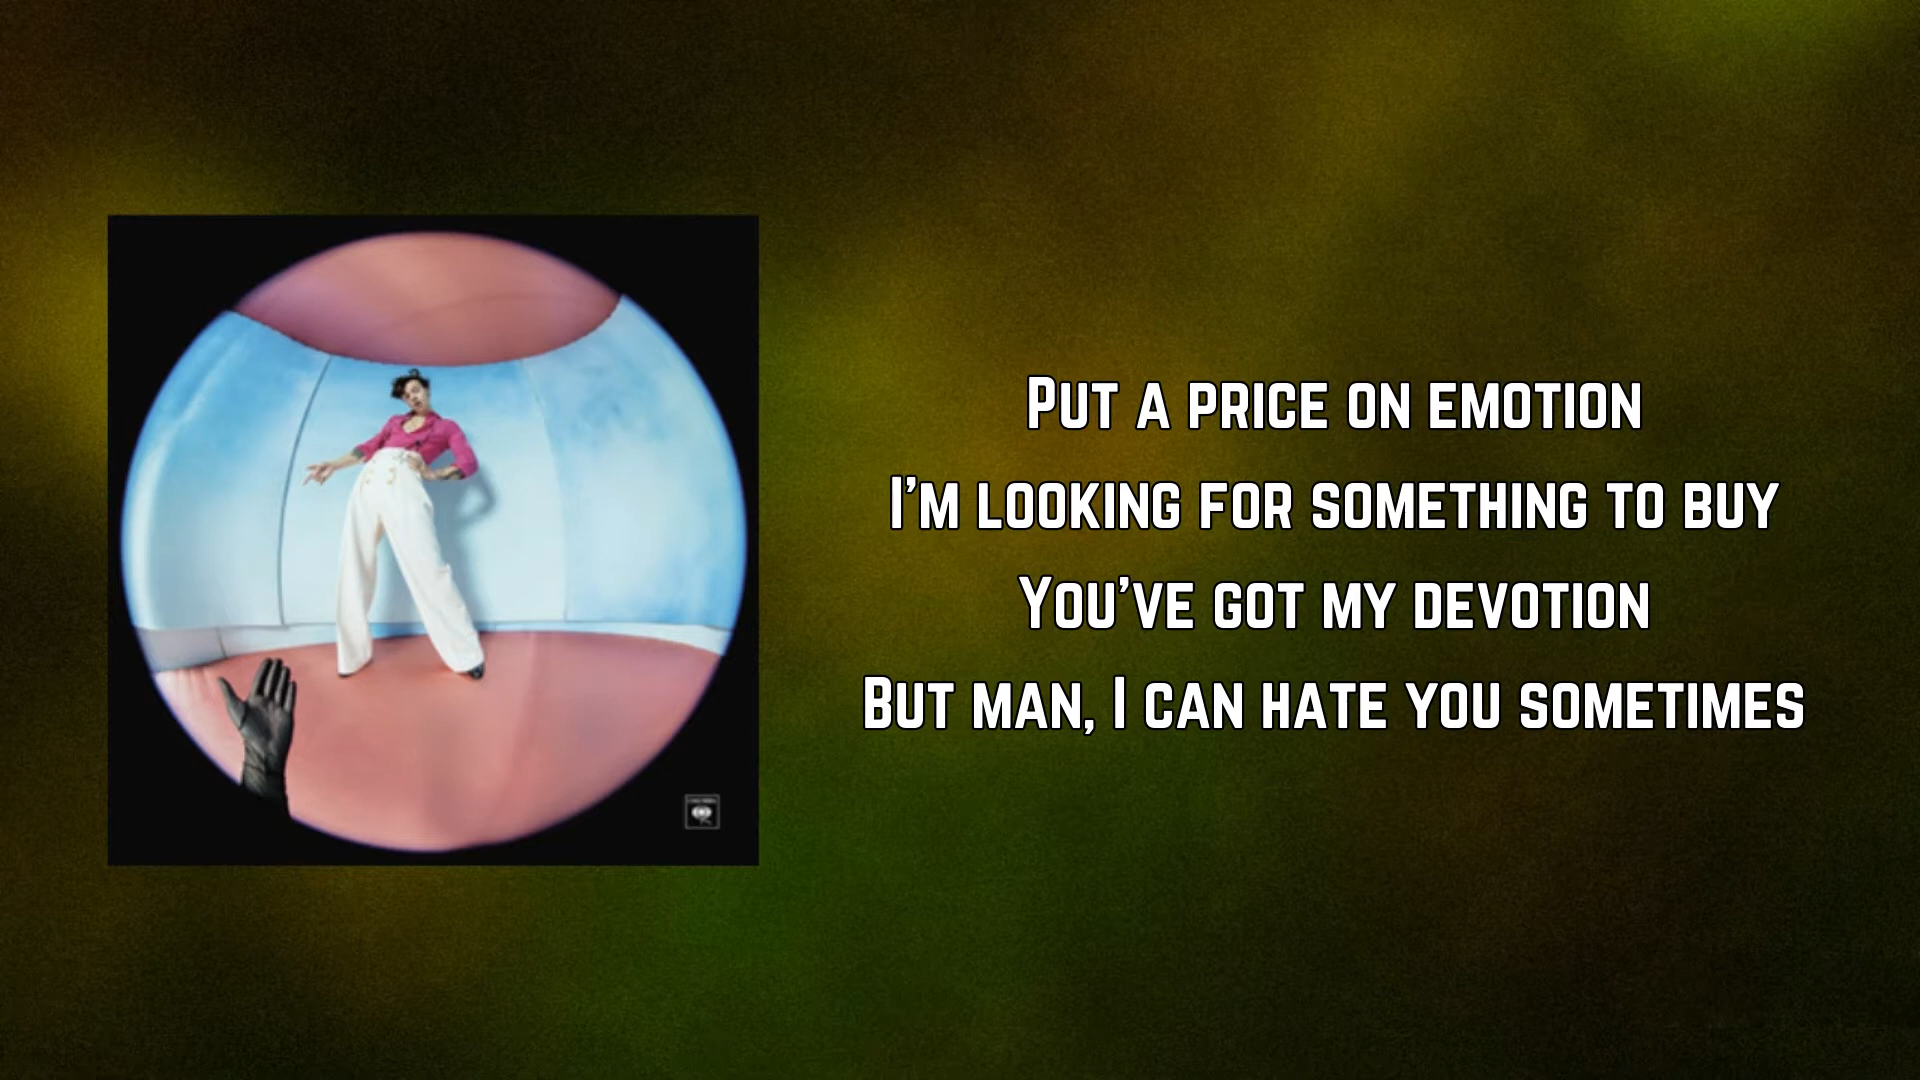 Put a price on emotion
I'm looking for something to buy
You've got my devotion
But man, I can hate you sometimes